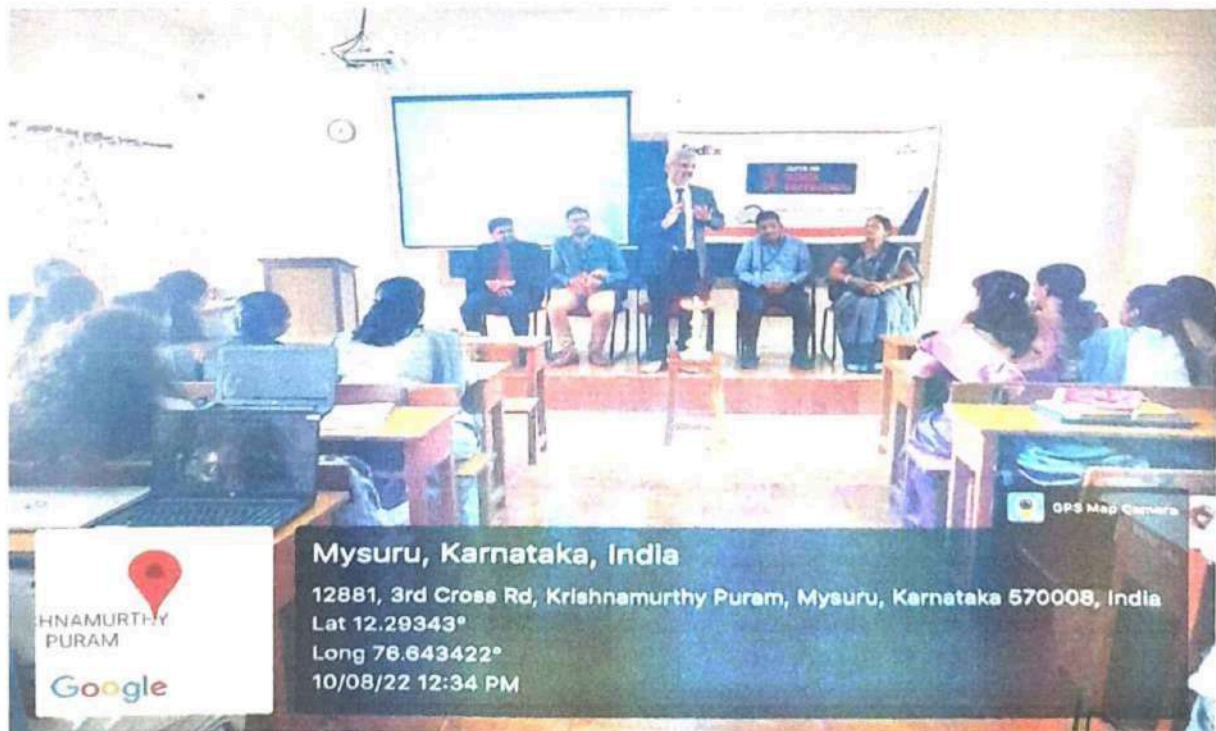 FedEx
GPS Map Camera
Mysuru, Karnataka, India
12881, 3rd Cross Rd, Krishnamurthy Puram, Mysuru, Karnataka 570008, India
Lat 12.29343°
Long 76.643422°
10/08/22 12:34 PM
HNAMURTHY
PURAM
Google